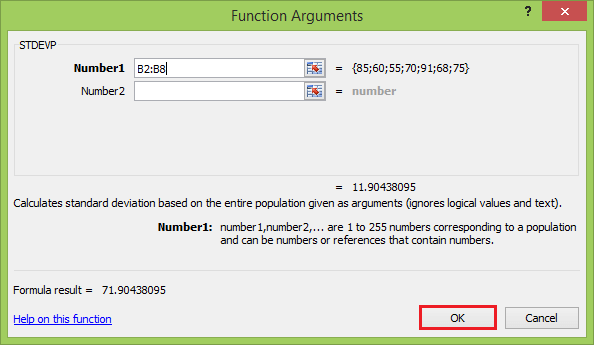 Function Arguments
?
STDEVP
Number1 B2:B8 = {85;60;55;70;91;68;75}
Number2 = number
= 11.90438095
Calculates standard deviation based on the entire population given as arguments (ignores logical values and text).
Number1: number1,number2,... are 1 to 255 numbers corresponding to a population
and can be numbers or references that contain numbers.
Formula result = 71.90438095
Help on this function
OK Cancel